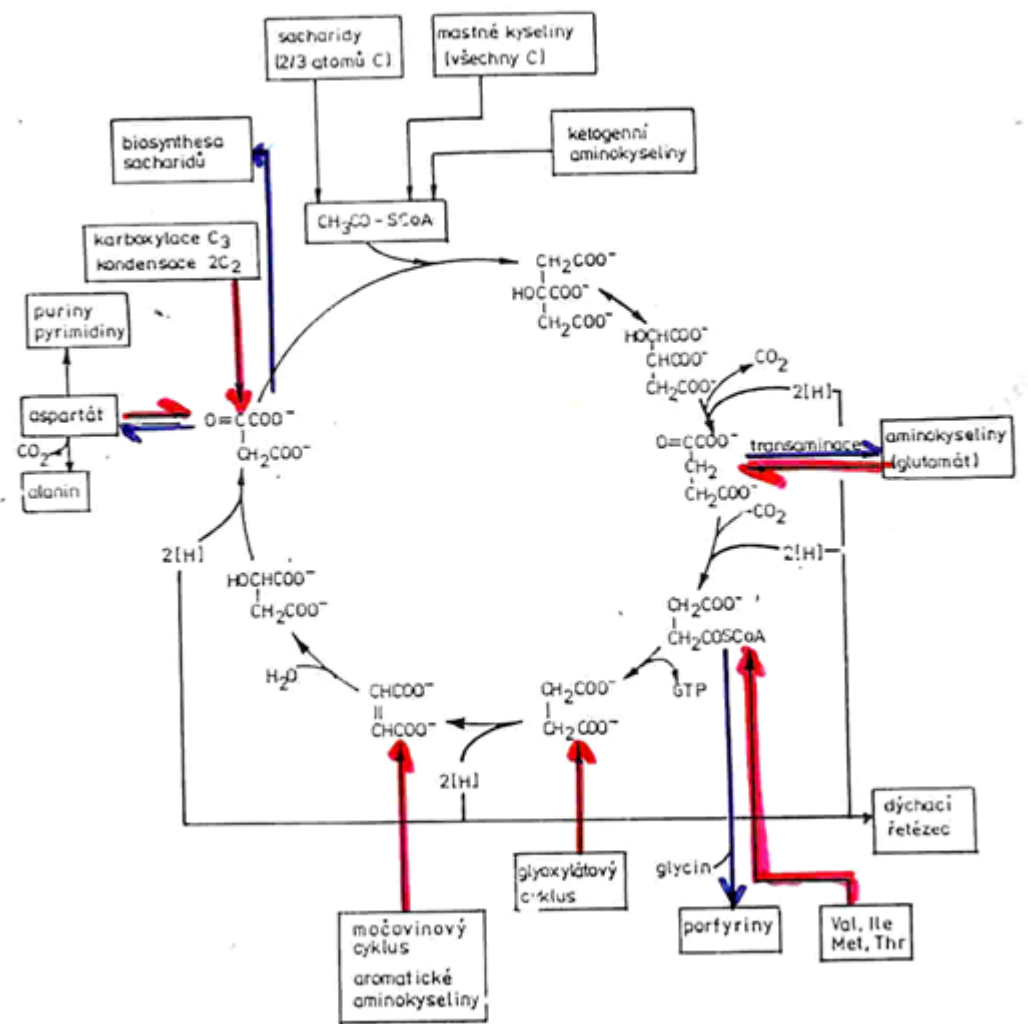 sacharidy
(2/3 atomů C)
mastné kyseliny
(všechny C)
biosynthesa
sacharidů
ketogenní
aminokyseliny
CH₃CO-SCoA
karboxylace C₃
kondensace 2C₂
puriny
pyrimidiny
aspartát
CO₂
alanin
CH₂COO⁻
HOCCOO⁻
CH₂COO⁻
HOCHCOO⁻
CHCOO⁻
CH₂COO⁻
CO₂
2[H]
O=CCOO⁻
CH₂COO⁻
O=CCOO⁻
CH₂
CH₂COO⁻
transaminace
aminokyseliny
(glutamát)
CO₂
2[H]
2[H]
HOCHCOO⁻
CH₂COO⁻
CH₂COO⁻
CH₂COSCoA
H₂O
GTP
CHCOO⁻
CHCOO⁻
CH₂COO⁻
CH₂COO⁻
2[H]
dýchací
řetězec
glyoxylátový
cyklus
glycin
porfyriny
Val, Ile
Met, Thr
močovinový
cyklus
aromatické
aminokyseliny